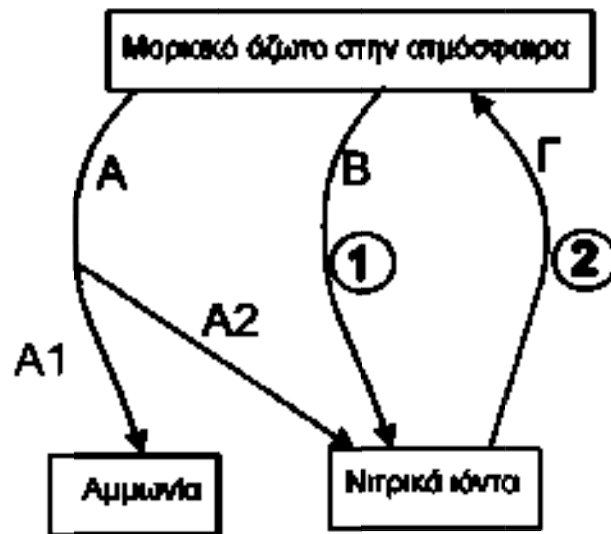 Μοριακό άζωτο στην ατμόσφαιρα
Α
Β
Γ
1
2
Α2
Α1
Αμμωνία
Νιτρικά ιόντα